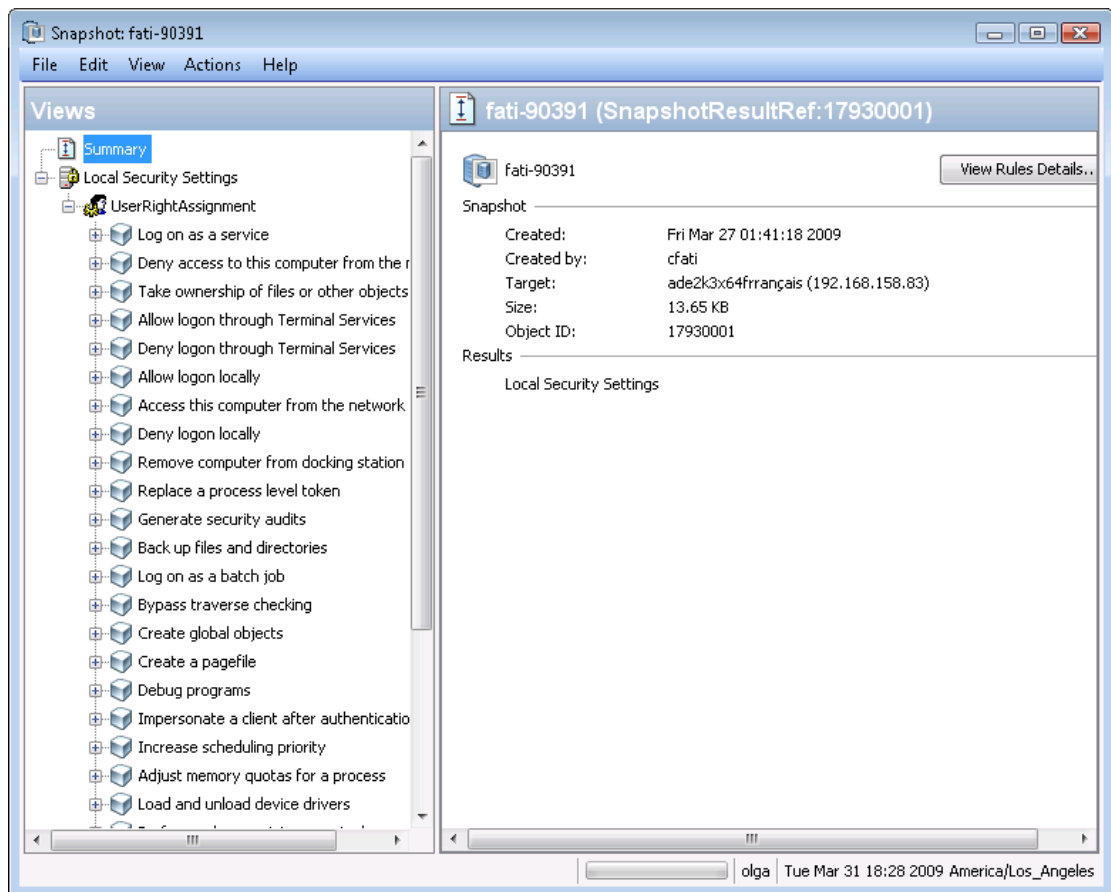 Snapshot: fati-90391
File Edit View Actions Help
Views
Summary
Local Security Settings
UserRightAssignment
Log on as a service
Deny access to this computer from the r
Take ownership of files or other objects
Allow logon through Terminal Services
Deny logon through Terminal Services
Allow logon locally
Access this computer from the network
Deny logon locally
Remove computer from docking station
Replace a process level token
Generate security audits
Back up files and directories
Log on as a batch job
Bypass traverse checking
Create global objects
Create a pagefile
Debug programs
Impersonate a client after authenticatio
Increase scheduling priority
Adjust memory quotas for a process
Load and unload device drivers
fati-90391 (SnapshotResultRef:17930001)
fati-90391
View Rules Details..
Snapshot
Created: Fri Mar 27 01:41:18 2009
Created by: cfati
Target: ade2k3x64frrançais (192.168.158.83)
Size: 13.65 KB
Object ID: 17930001
Results
Local Security Settings
olga Tue Mar 31 18:28 2009 America/Los_Angeles